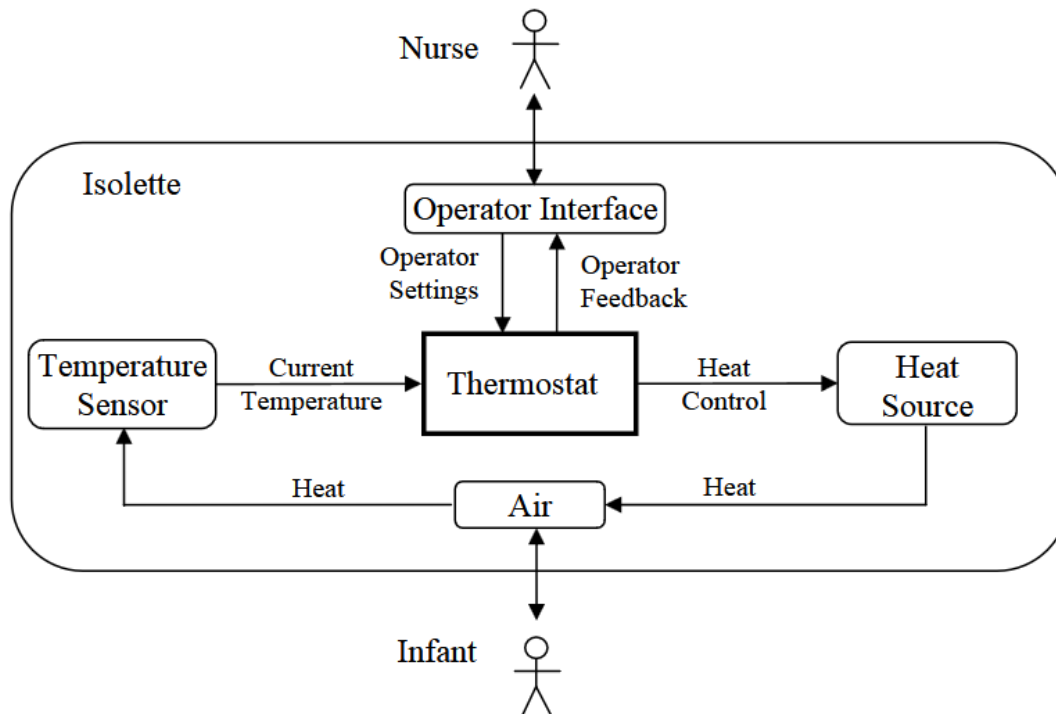 Nurse
Isolette
Operator Interface
Operator
Settings
Operator
Feedback
Temperature
Sensor
Current
Temperature
Thermostat
Heat
Control
Heat
Source
Heat
Air
Heat
Infant